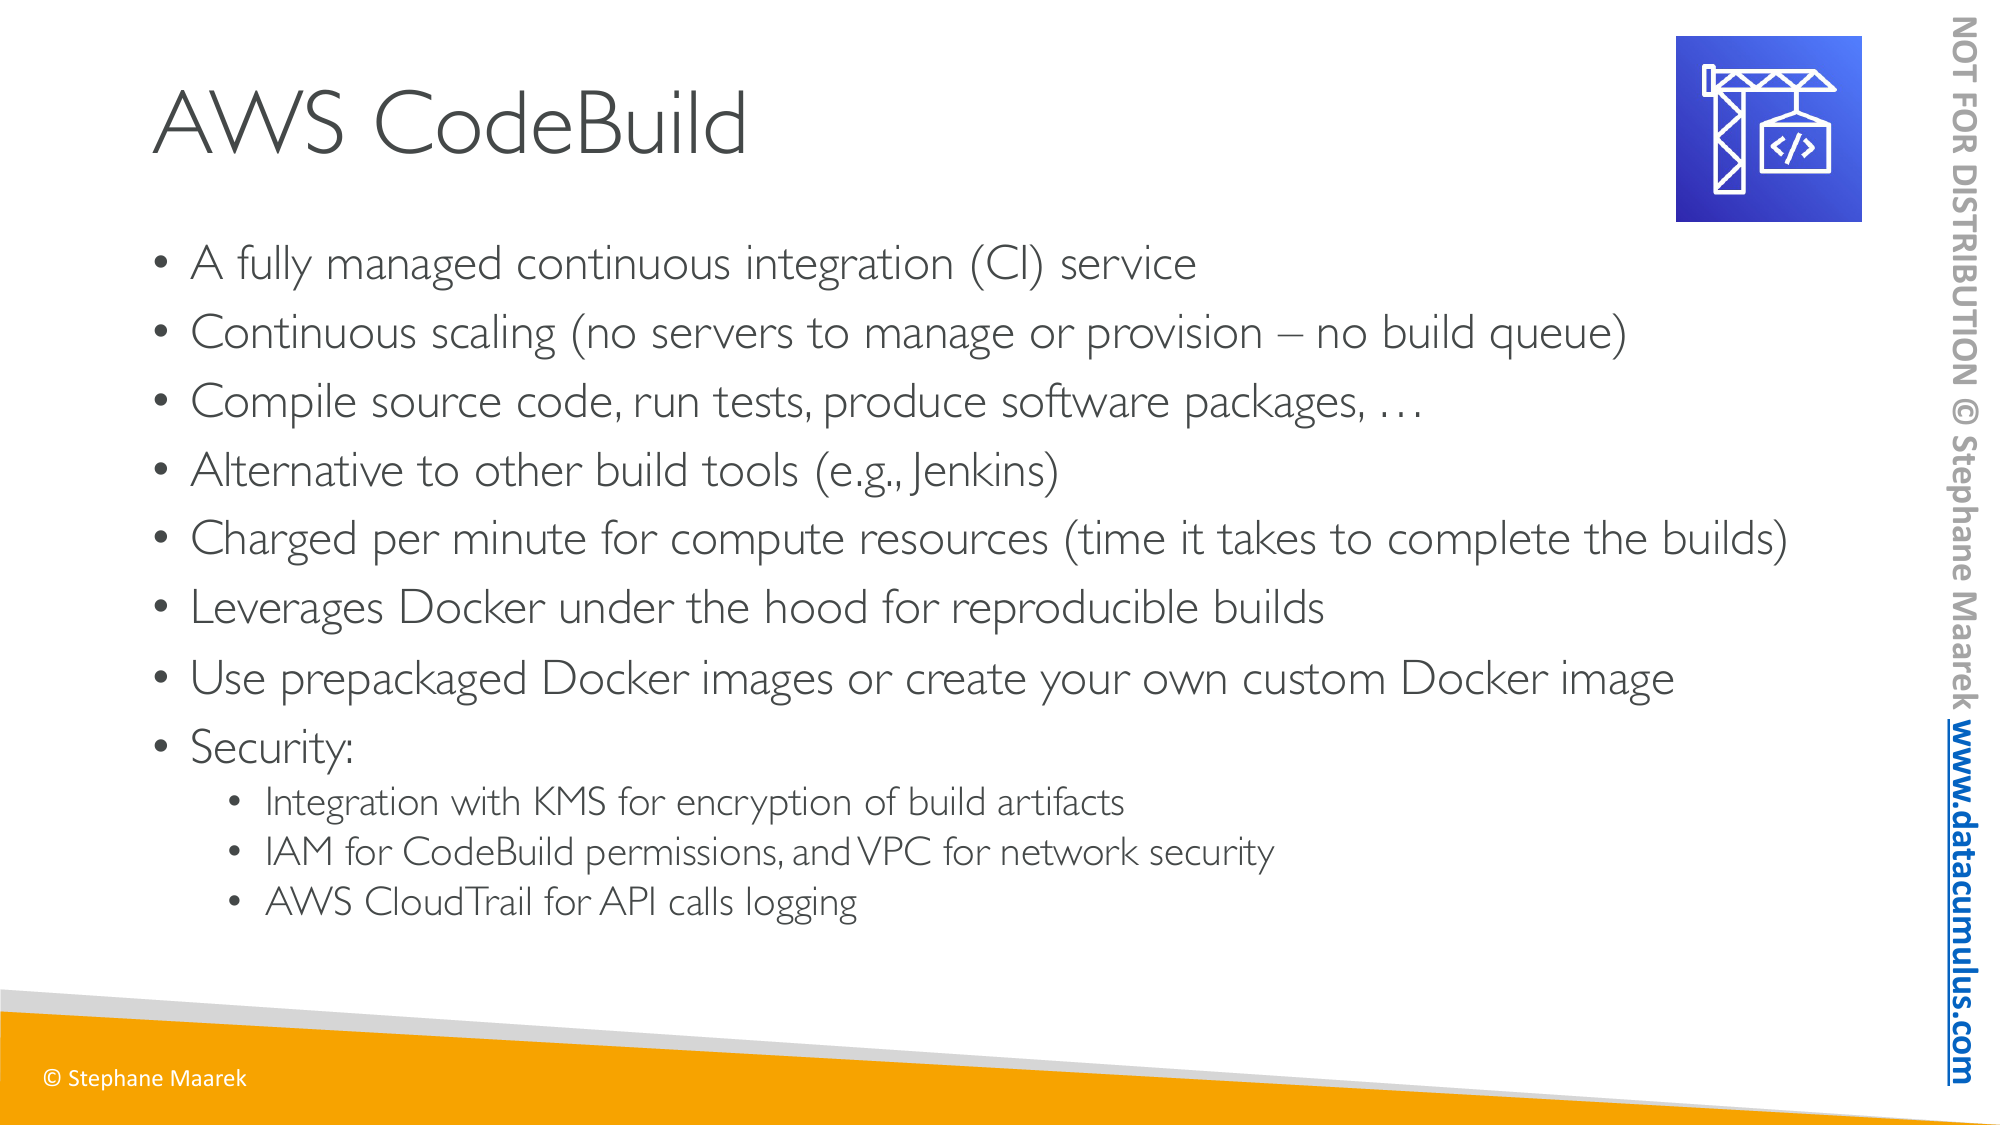 AWS CodeBuild
• A fully managed continuous integration (CI) service
• Continuous scaling (no servers to manage or provision – no build queue)
• Compile source code, run tests, produce software packages, …
• Alternative to other build tools (e.g., Jenkins)
• Charged per minute for compute resources (time it takes to complete the builds)
• Leverages Docker under the hood for reproducible builds
• Use prepackaged Docker images or create your own custom Docker image
• Security:
• Integration with KMS for encryption of build artifacts
• IAM for CodeBuild permissions, and VPC for network security
• AWS CloudTrail for API calls logging
© Stephane Maarek
NOT FOR DISTRIBUTION © Stephane Maarek www.datacumulus.com